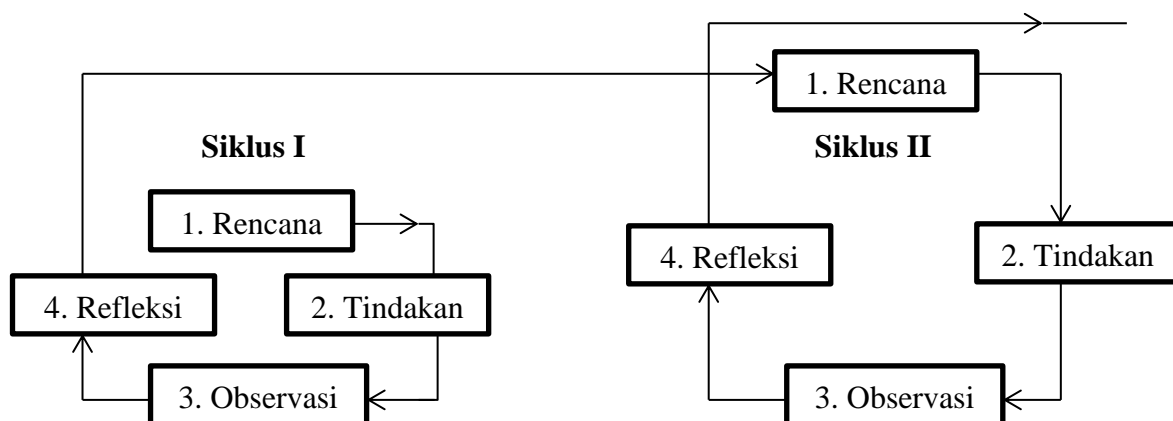 Siklus I
1. Rencana
2. Tindakan
3. Observasi
4. Refleksi
Siklus II
1. Rencana
2. Tindakan
3. Observasi
4. Refleksi